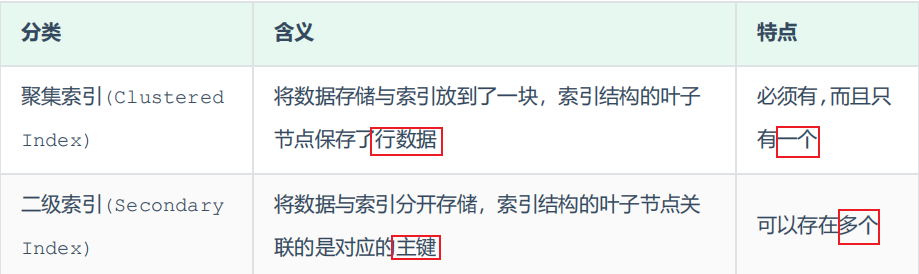 分类 含义 特点
聚集索引(Clustered
Index)
将数据存储与索引放到了一块，索引结构的叶子
节点保存了行数据
必须有,而且只
有一个
二级索引(Secondary
Index)
将数据与索引分开存储，索引结构的叶子节点关
联的是对应的主键
可以存在多个